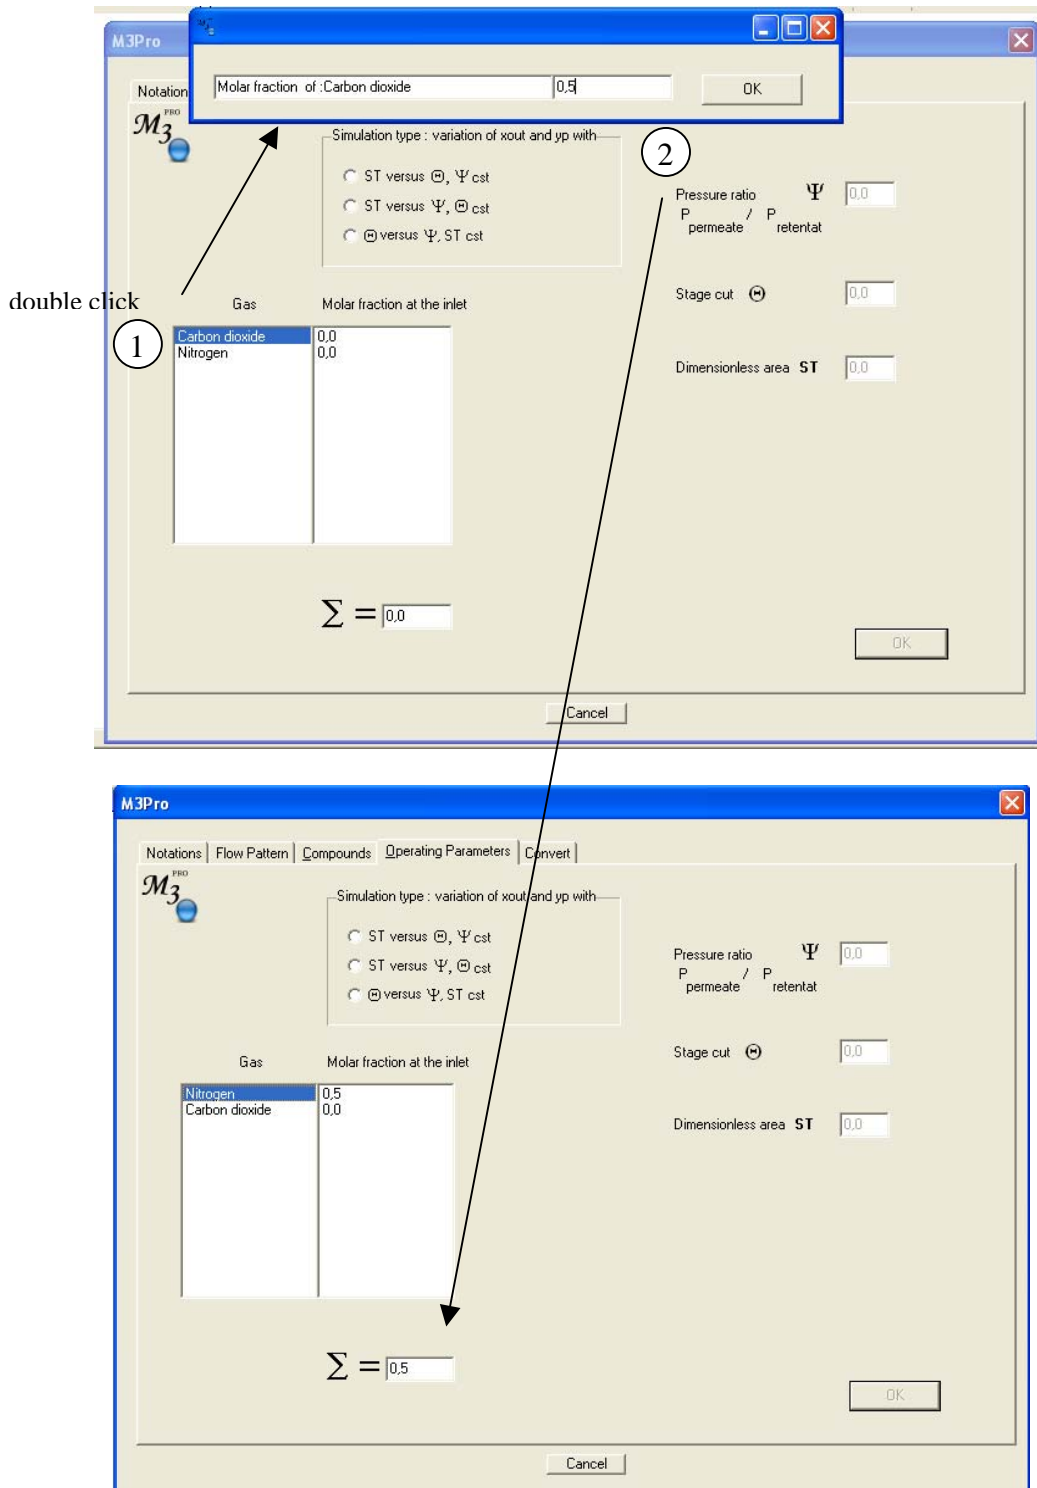 M3Pro
M3
Molar fraction of :Carbon dioxide
0,5
OK
Notation
M3 PRO
Simulation type : variation of xout and yp with
ST versus Θ, Ψ cst
ST versus Ψ, Θ cst
Θ versus Ψ, ST cst
2
Pressure ratio Ψ 0,0
P permeate / P retentat
double click
1
Stage cut Θ 0,0
Gas
Molar fraction at the inlet
Carbon dioxide 0,0
Nitrogen 0,0
Dimensionless area ST 0,0
Σ = 0,0
OK
Cancel
M3Pro
Notations Flow Pattern Compounds Operating Parameters Convert
M3 PRO
Simulation type : variation of xout and yp with
ST versus Θ, Ψ cst
ST versus Ψ, Θ cst
Θ versus Ψ, ST cst
Pressure ratio Ψ 0,0
P permeate / P retentat
Stage cut Θ 0,0
Gas
Molar fraction at the inlet
Nitrogen 0,5
Carbon dioxide 0,0
Dimensionless area ST 0,0
Σ = 0,5
OK
Cancel